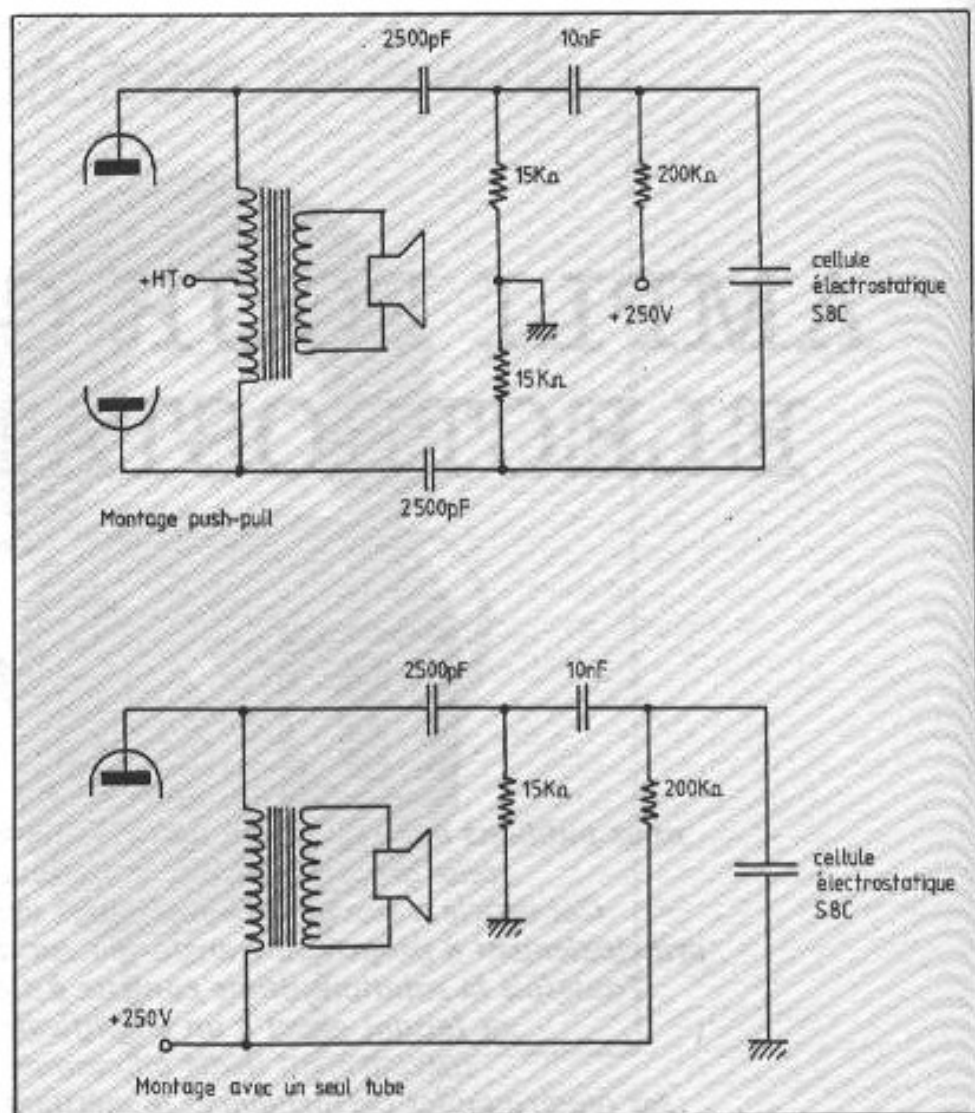 2500pF
10nF
15KΩ
200KΩ
+HT
+250V
cellule
électrostatique
S8C
15KΩ
2500pF
Montage push-pull
2500pF
10nF
15KΩ
200KΩ
cellule
électrostatique
S8C
+250V
Montage avec un seul tube